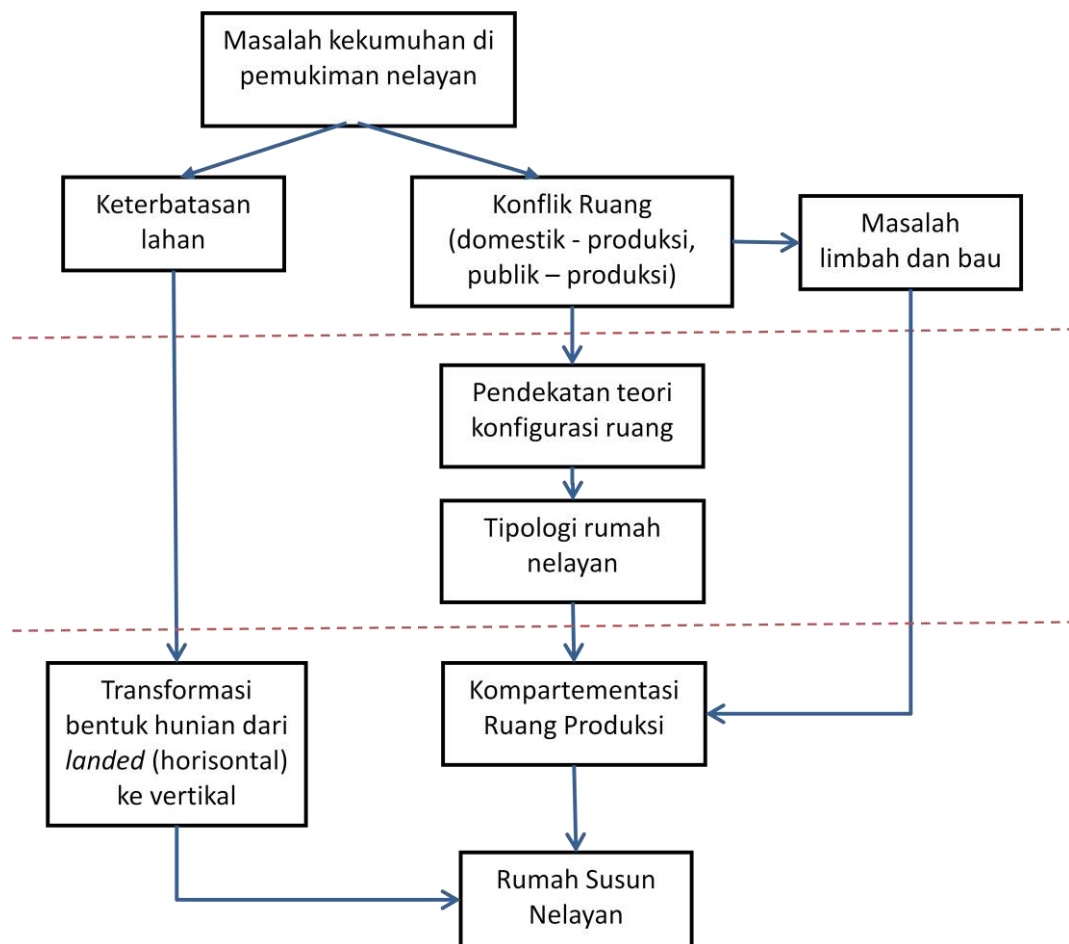 Masalah kekumuhan di
pemukiman nelayan
Keterbatasan
lahan
Konflik Ruang
(domestik - produksi,
publik – produksi)
Masalah
limbah dan bau
Pendekatan teori
konfigurasi ruang
Tipologi rumah
nelayan
Transformasi
bentuk hunian dari
landed (horisontal)
ke vertikal
Kompartementasi
Ruang Produksi
Rumah Susun
Nelayan